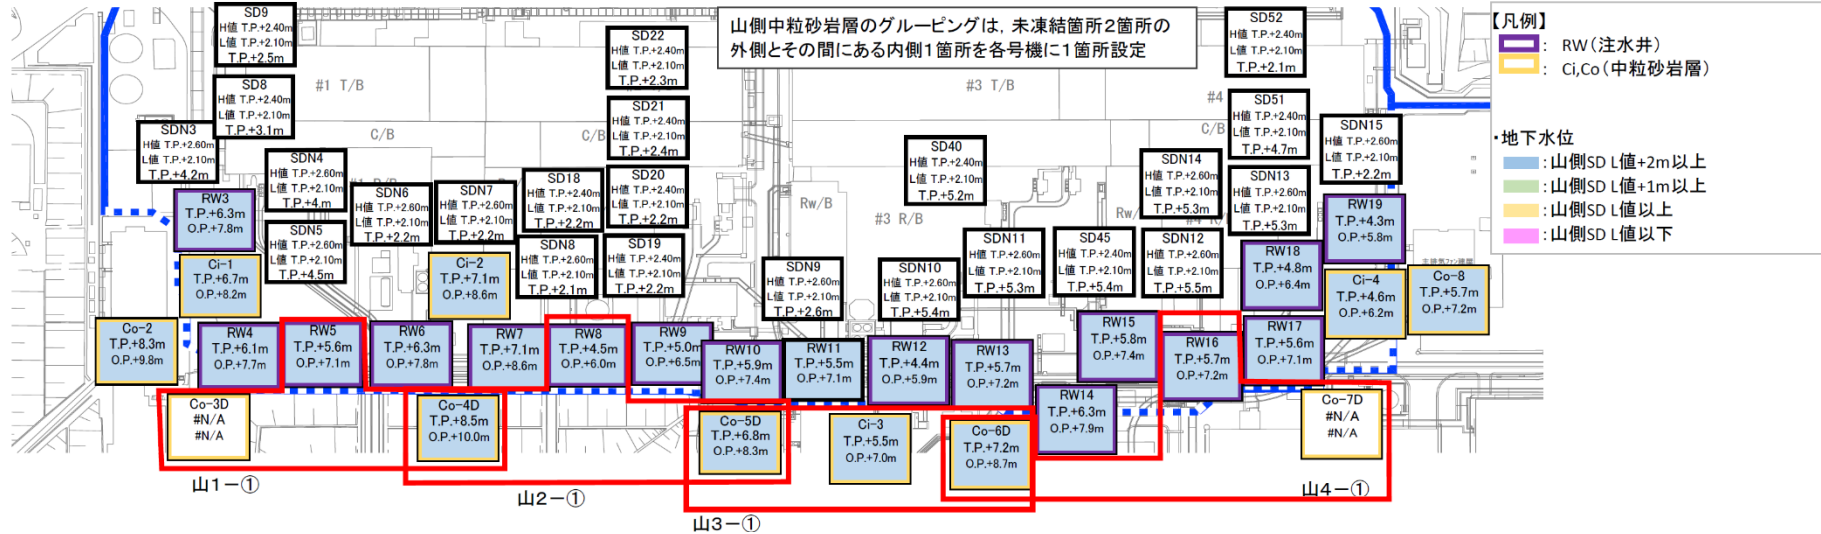 山側中粒砂岩層のグルーピングは，未凍結箇所2箇所の
外側とその間にある内側1箇所を各号機に1箇所設定
【凡例】
: RW（注水井）
: Ci,Co（中粒砂岩層）
・地下水位
：山側SD L値+2m以上
：山側SD L値+1m以上
：山側SD L値以上
：山側SD L値以下
SD9
H値 T.P.+2.40m
L値 T.P.+2.10m
T.P.+2.5m
SD8
H値 T.P.+2.40m
L値 T.P.+2.10m
T.P.+3.1m
SDN3
H値 T.P.+2.60m
L値 T.P.+2.10m
T.P.+4.2m
SDN4
H値 T.P.+2.60m
L値 T.P.+2.10m
T.P.+4.m
SDN5
H値 T.P.+2.60m
L値 T.P.+2.10m
T.P.+4.5m
SDN6
H値 T.P.+2.60m
L値 T.P.+2.10m
T.P.+2.2m
SDN7
H値 T.P.+2.60m
L値 T.P.+2.10m
T.P.+2.2m
SD18
H値 T.P.+2.40m
L値 T.P.+2.10m
T.P.+2.2m
SDN8
H値 T.P.+2.60m
L値 T.P.+2.10m
T.P.+2.1m
SD22
H値 T.P.+2.40m
L値 T.P.+2.10m
T.P.+2.3m
SD21
H値 T.P.+2.40m
L値 T.P.+2.10m
T.P.+2.4m
SD20
H値 T.P.+2.40m
L値 T.P.+2.10m
T.P.+2.2m
SD19
H値 T.P.+2.40m
L値 T.P.+2.10m
T.P.+2.2m
SDN9
H値 T.P.+2.60m
L値 T.P.+2.10m
T.P.+2.6m
SD40
H値 T.P.+2.40m
L値 T.P.+2.10m
T.P.+5.2m
SDN10
H値 T.P.+2.60m
L値 T.P.+2.10m
T.P.+5.4m
SDN11
H値 T.P.+2.60m
L値 T.P.+2.10m
T.P.+5.3m
SD45
H値 T.P.+2.40m
L値 T.P.+2.10m
T.P.+5.4m
SDN12
H値 T.P.+2.60m
L値 T.P.+2.10m
T.P.+5.5m
SDN14
H値 T.P.+2.60m
L値 T.P.+2.10m
T.P.+5.3m
SD52
H値 T.P.+2.40m
L値 T.P.+2.10m
T.P.+2.1m
SD51
H値 T.P.+2.40m
L値 T.P.+2.10m
T.P.+4.7m
SDN13
H値 T.P.+2.60m
L値 T.P.+2.10m
T.P.+5.3m
SDN15
H値 T.P.+2.60m
L値 T.P.+2.10m
T.P.+2.2m
#1 T/B
C/B
C/B
Rw/B
#3 T/B
#3 R/B
#4
C/B
Rw/
RW3
T.P.+6.3m
O.P.+7.8m
Ci-1
T.P.+6.7m
O.P.+8.2m
Ci-2
T.P.+7.1m
O.P.+8.6m
Co-2
T.P.+8.3m
O.P.+9.8m
RW4
T.P.+6.1m
O.P.+7.7m
RW5
T.P.+5.6m
O.P.+7.1m
RW6
T.P.+6.3m
O.P.+7.8m
RW7
T.P.+7.1m
O.P.+8.6m
RW8
T.P.+4.5m
O.P.+6.0m
RW9
T.P.+5.0m
O.P.+6.5m
RW10
T.P.+5.9m
O.P.+7.4m
RW11
T.P.+5.5m
O.P.+7.1m
RW12
T.P.+4.4m
O.P.+5.9m
RW13
T.P.+5.7m
O.P.+7.2m
RW14
T.P.+6.3m
O.P.+7.9m
RW15
T.P.+5.8m
O.P.+7.4m
RW16
T.P.+5.7m
O.P.+7.2m
RW17
T.P.+5.6m
O.P.+7.1m
RW18
T.P.+4.8m
O.P.+6.4m
RW19
T.P.+4.3m
O.P.+5.8m
Ci-4
T.P.+4.6m
O.P.+6.2m
Co-8
T.P.+5.7m
O.P.+7.2m
Co-3D
#N/A
#N/A
Co-4D
T.P.+8.5m
O.P.+10.0m
Co-5D
T.P.+6.8m
O.P.+8.3m
Ci-3
T.P.+5.5m
O.P.+7.0m
Co-6D
T.P.+7.2m
O.P.+8.7m
Co-7D
#N/A
#N/A
山1－①
山2－①
山3－①
山4－①